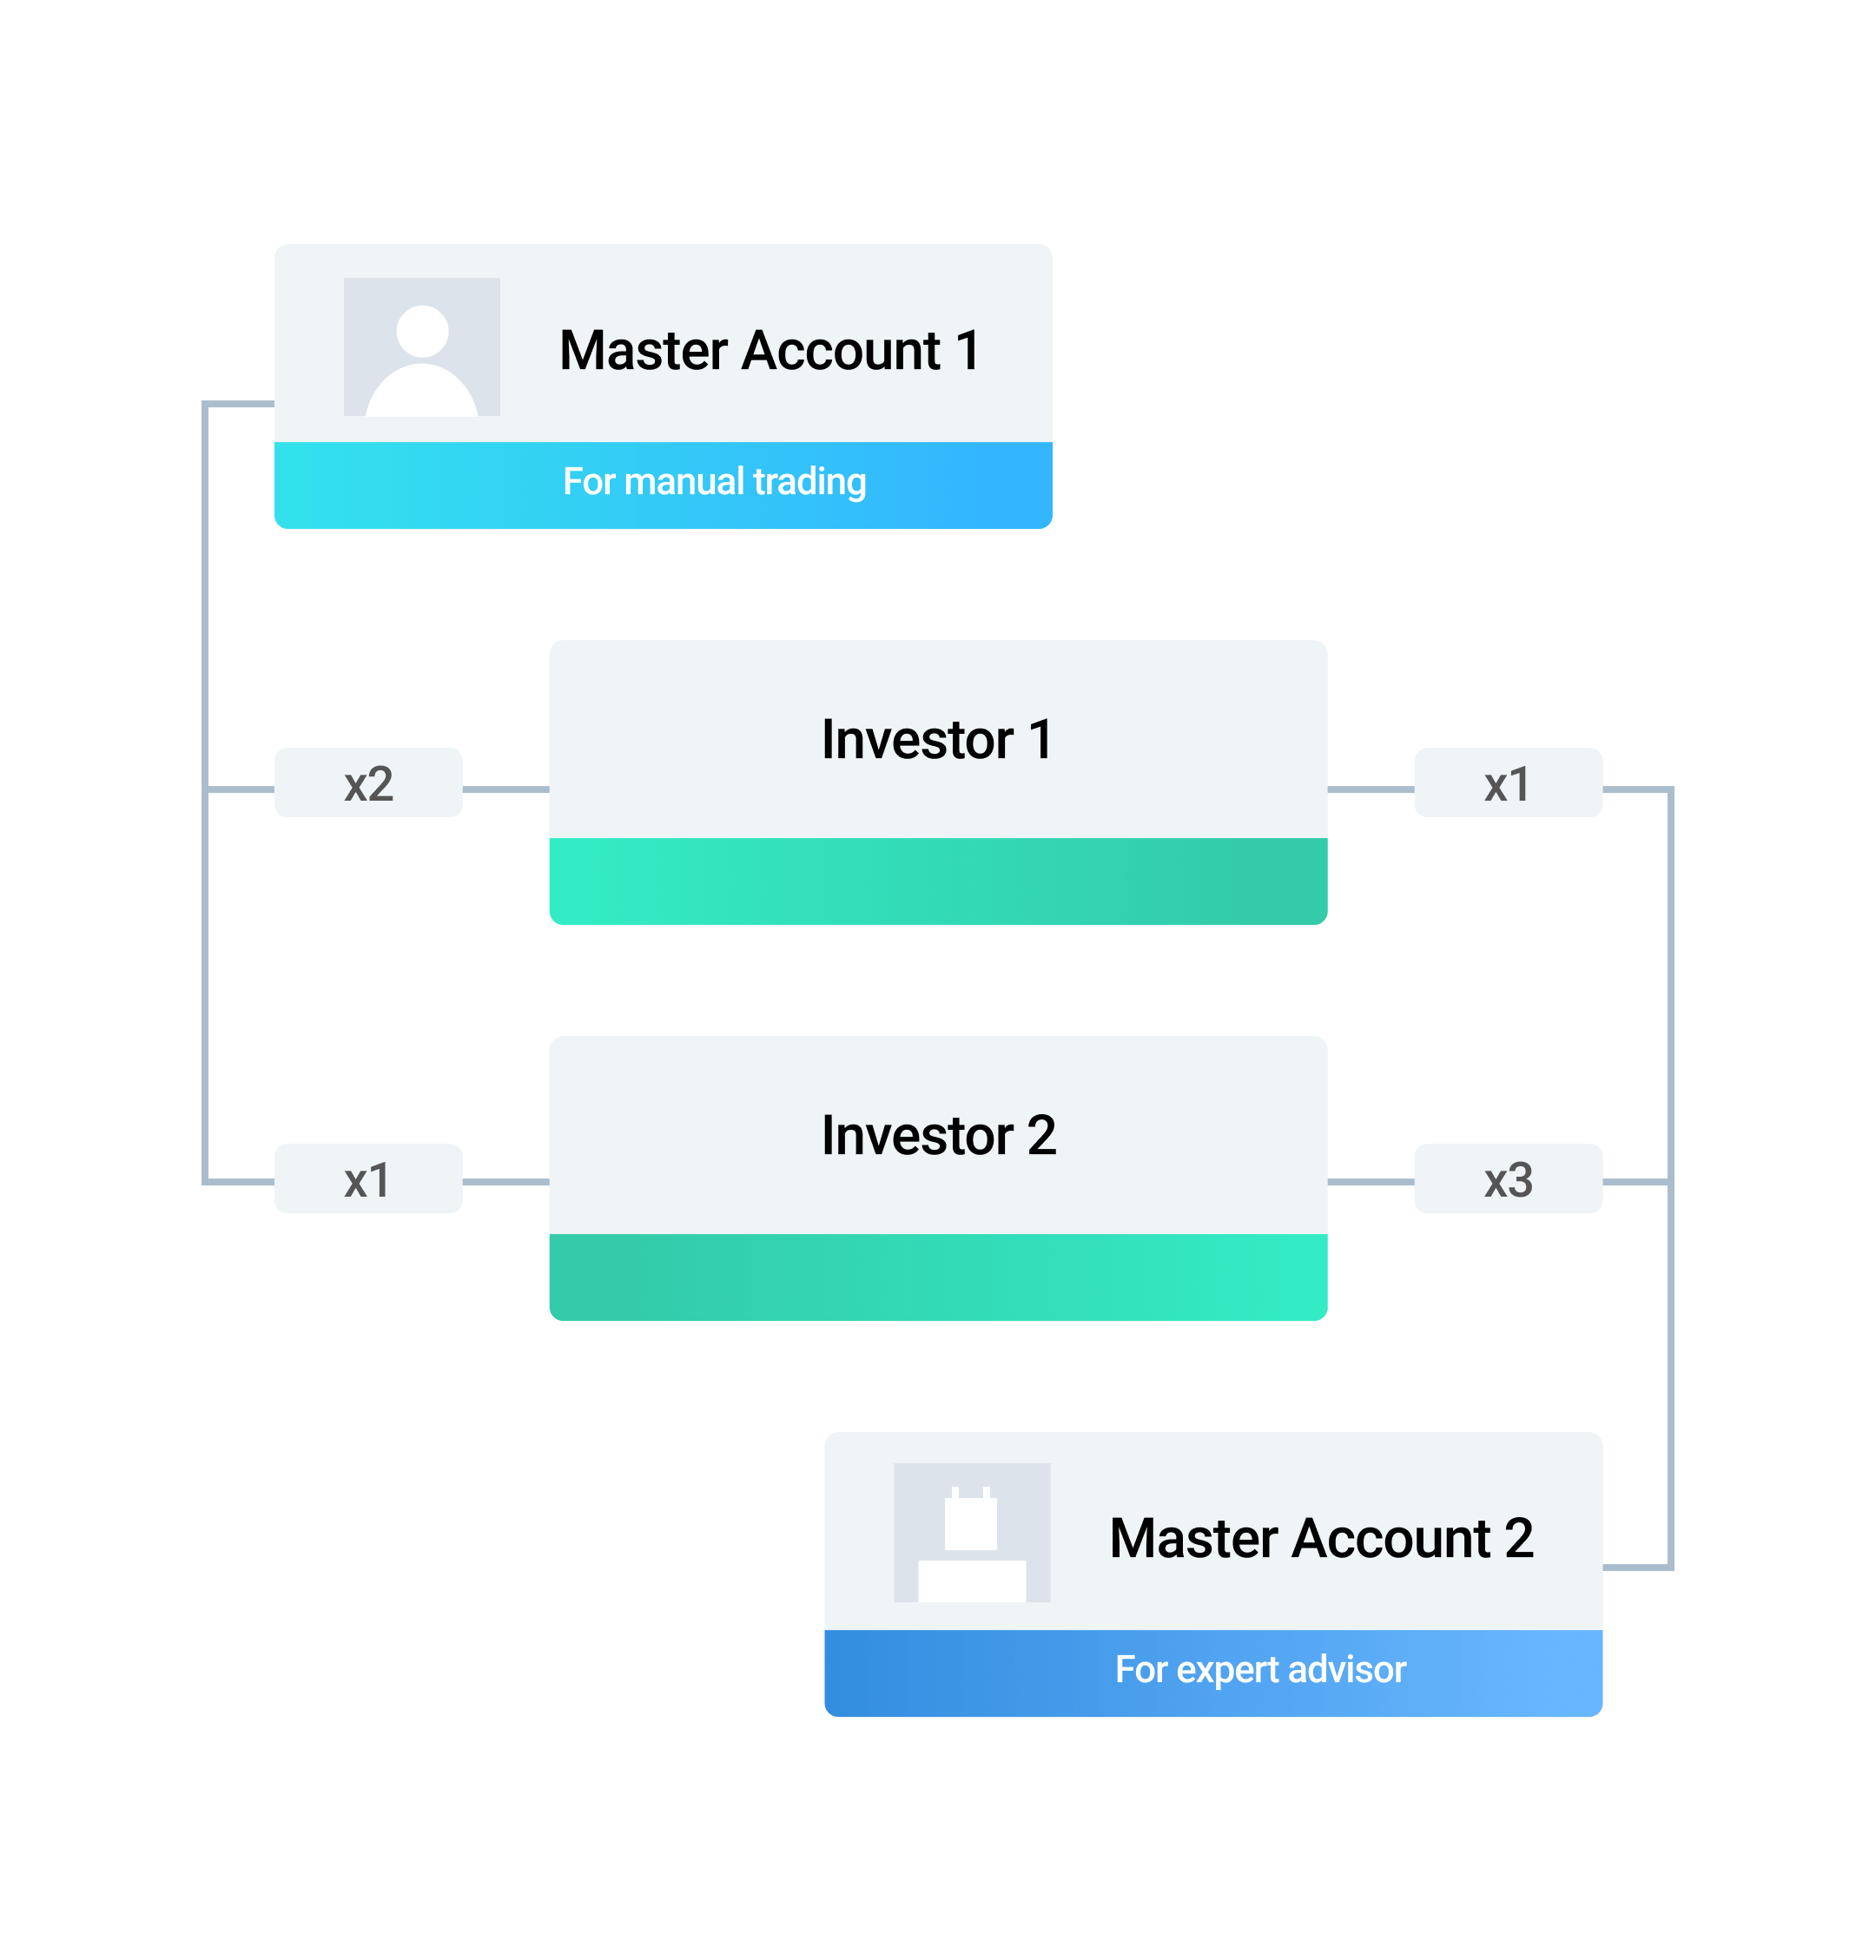 Master Account 1
For manual trading
Investor 1
x2
x1
Investor 2
x1
x3
Master Account 2
For expert advisor